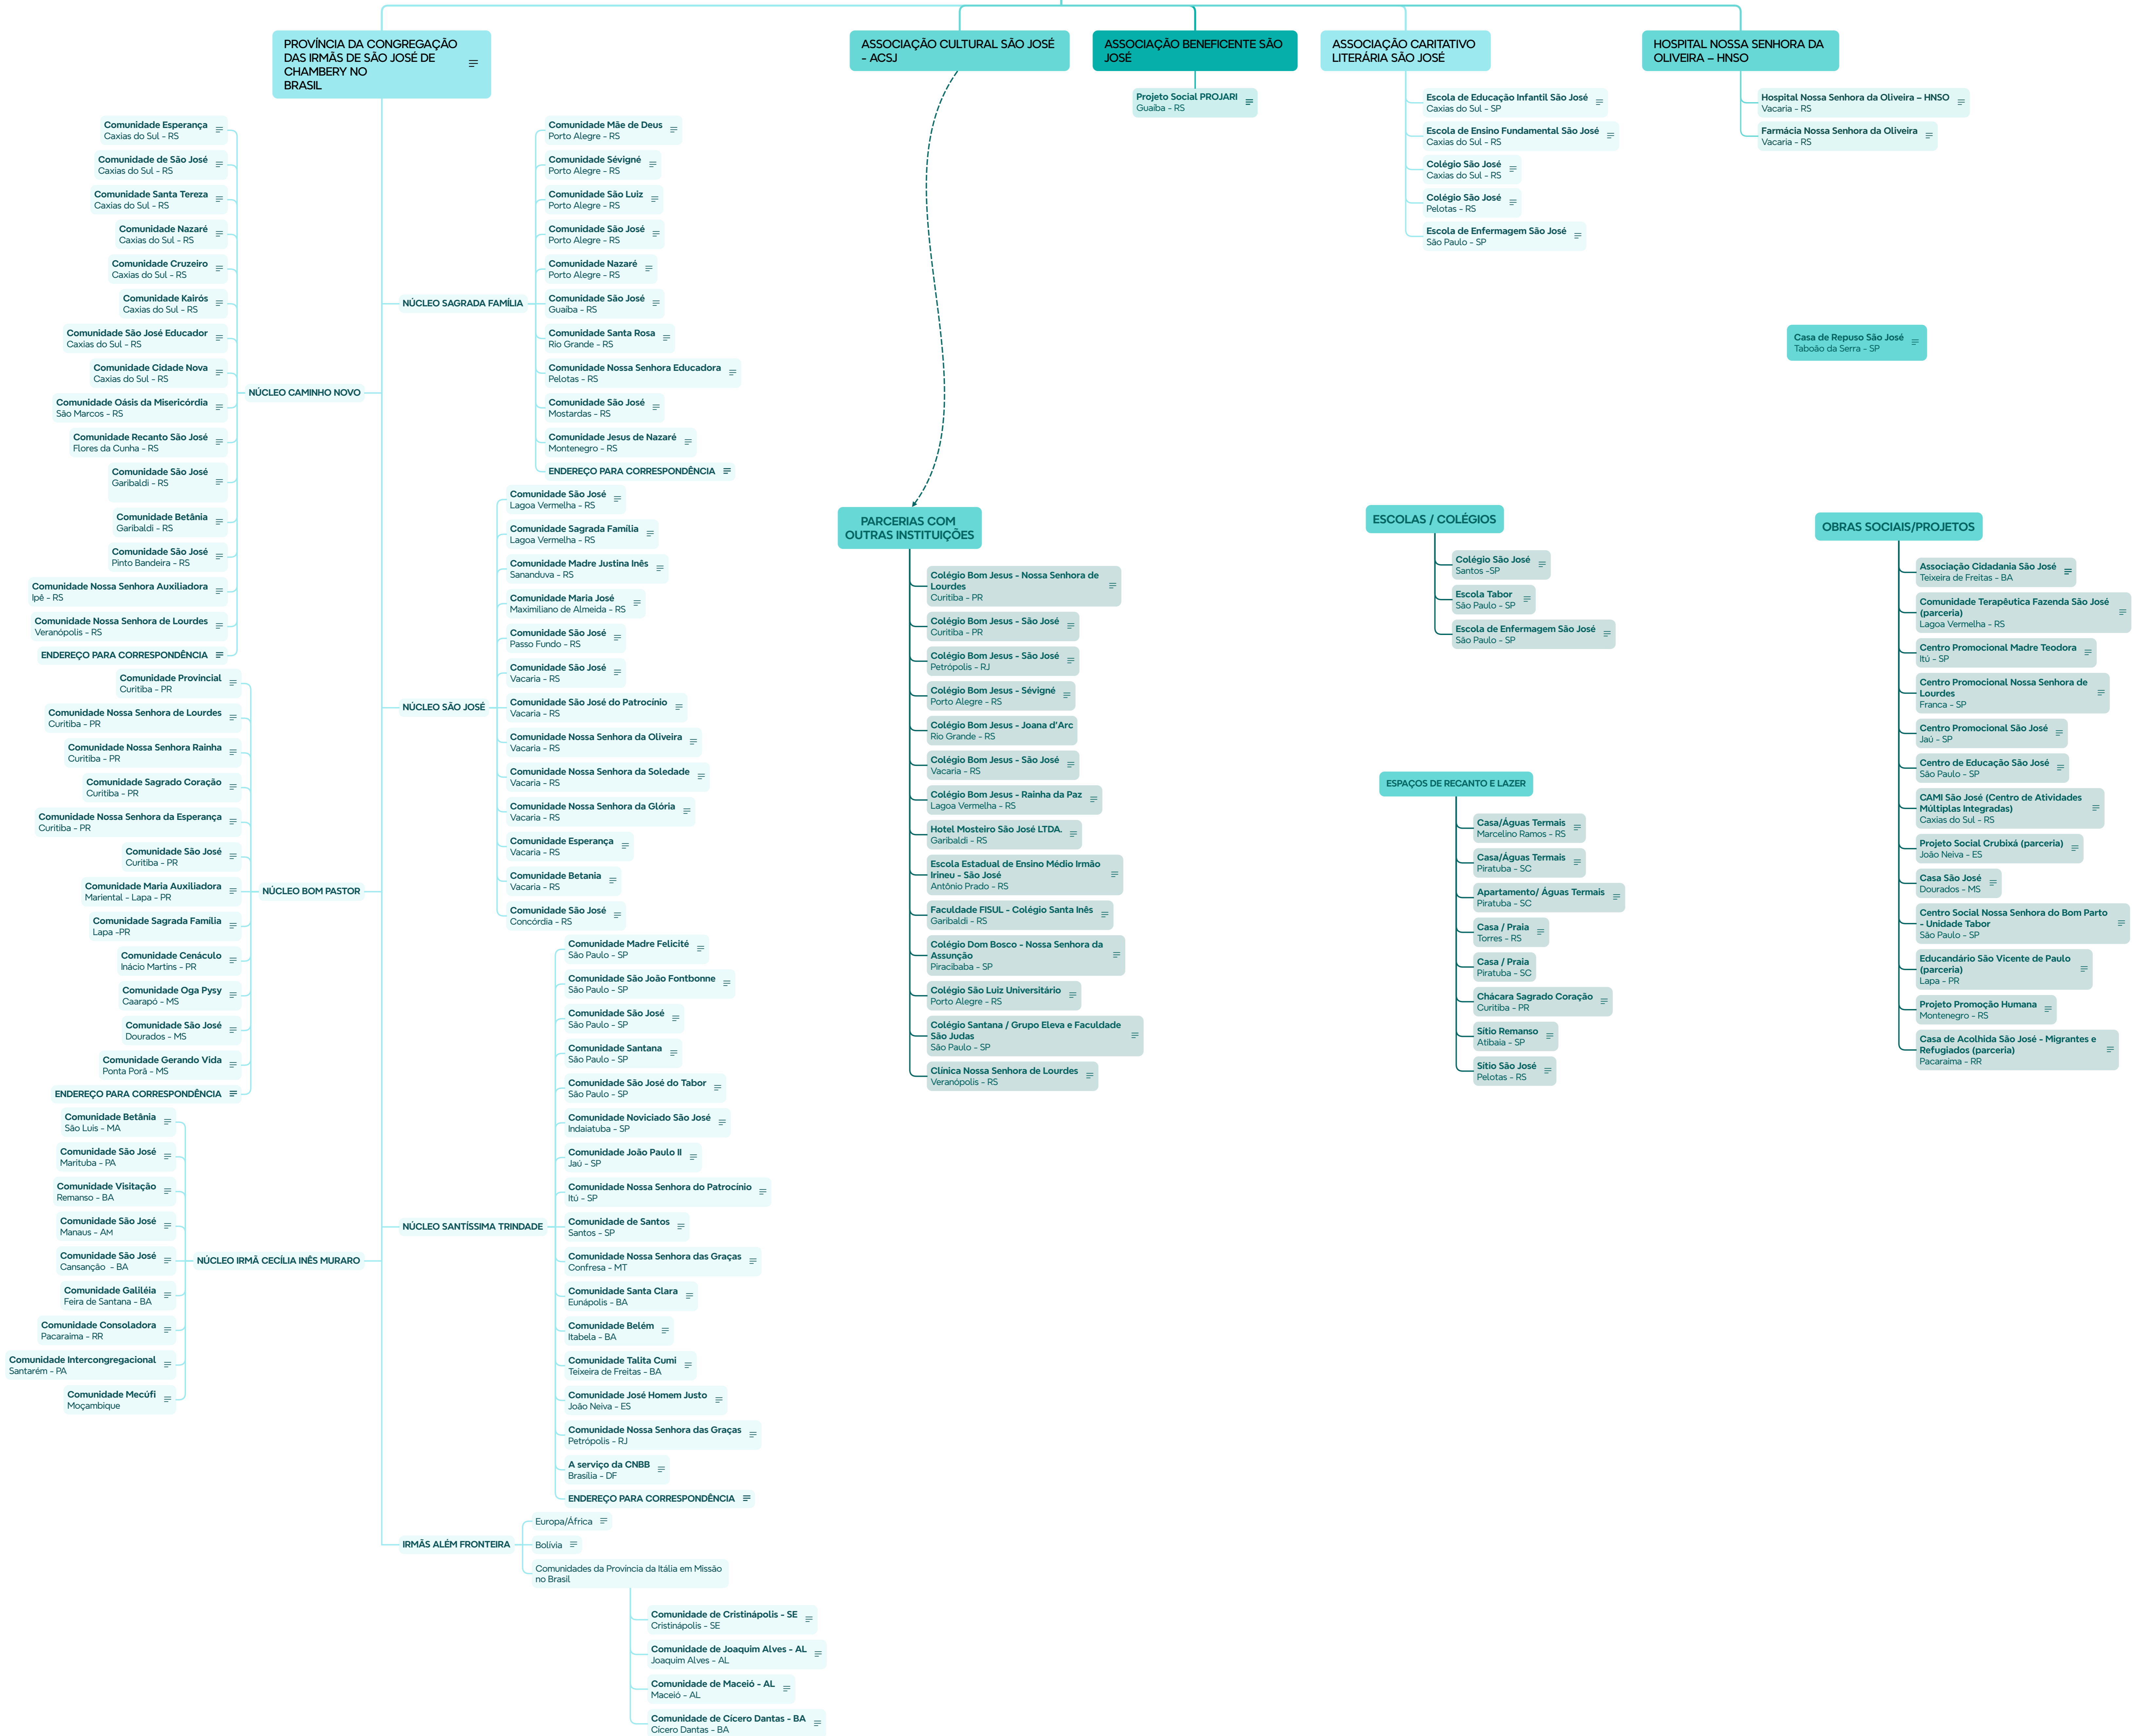 PROVÍNCIA DA CONGREGAÇÃO
DAS IRMÃS DE SÃO JOSÉ DE
CHAMBERY NO
BRASIL
ASSOCIAÇÃO CULTURAL SÃO JOSÉ
- ACSJ
ASSOCIAÇÃO BENEFICENTE SÃO
JOSÉ
ASSOCIAÇÃO CARITATIVO
LITERÁRIA SÃO JOSÉ
HOSPITAL NOSSA SENHORA DA
OLIVEIRA – HNSO
Projeto Social PROJARI
Guaíba - RS
Escola de Educação Infantil São José
Caxias do Sul - SP
Escola de Ensino Fundamental São José
Caxias do Sul - RS
Colégio São José
Caxias do Sul - RS
Colégio São José
Pelotas - RS
Escola de Enfermagem São José
São Paulo - SP
Hospital Nossa Senhora da Oliveira – HNSO
Vacaria - RS
Farmácia Nossa Senhora da Oliveira
Vacaria - RS
Casa de Repuso São José
Taboão da Serra - SP
NÚCLEO CAMINHO NOVO
Comunidade Esperança
Caxias do Sul - RS
Comunidade de São José
Caxias do Sul - RS
Comunidade Santa Tereza
Caxias do Sul - RS
Comunidade Nazaré
Caxias do Sul - RS
Comunidade Cruzeiro
Caxias do Sul - RS
Comunidade Kairós
Caxias do Sul - RS
Comunidade São José Educador
Caxias do Sul - RS
Comunidade Cidade Nova
Caxias do Sul - RS
Comunidade Oásis da Misericórdia
São Marcos - RS
Comunidade Recanto São José
Flores da Cunha - RS
Comunidade São José
Garibaldi - RS
Comunidade Betânia
Garibaldi - RS
Comunidade São José
Pinto Bandeira - RS
Comunidade Nossa Senhora Auxiliadora
Ipê - RS
Comunidade Nossa Senhora de Lourdes
Veranópolis - RS
ENDEREÇO PARA CORRESPONDÊNCIA
NÚCLEO SAGRADA FAMÍLIA
Comunidade Mãe de Deus
Porto Alegre - RS
Comunidade Sévigné
Porto Alegre - RS
Comunidade São Luiz
Porto Alegre - RS
Comunidade São José
Porto Alegre - RS
Comunidade Nazaré
Porto Alegre - RS
Comunidade São José
Guaíba - RS
Comunidade Santa Rosa
Rio Grande - RS
Comunidade Nossa Senhora Educadora
Pelotas - RS
Comunidade São José
Mostardas - RS
Comunidade Jesus de Nazaré
Montenegro - RS
ENDEREÇO PARA CORRESPONDÊNCIA
NÚCLEO SÃO JOSÉ
Comunidade São José
Lagoa Vermelha - RS
Comunidade Sagrada Família
Lagoa Vermelha - RS
Comunidade Madre Justina Inês
Sananduva - RS
Comunidade Maria José
Maximiliano de Almeida - RS
Comunidade São José
Passo Fundo - RS
Comunidade São José
Vacaria - RS
Comunidade São José do Patrocínio
Vacaria - RS
Comunidade Nossa Senhora da Oliveira
Vacaria - RS
Comunidade Nossa Senhora da Soledade
Vacaria - RS
Comunidade Nossa Senhora da Glória
Vacaria - RS
Comunidade Esperança
Vacaria - RS
Comunidade Betania
Vacaria - RS
Comunidade São José
Concórdia - RS
NÚCLEO BOM PASTOR
Comunidade Provincial
Curitiba - PR
Comunidade Nossa Senhora de Lourdes
Curitiba - PR
Comunidade Nossa Senhora Rainha
Curitiba - PR
Comunidade Sagrado Coração
Curitiba - PR
Comunidade Nossa Senhora da Esperança
Curitiba - PR
Comunidade São José
Curitiba - PR
Comunidade Maria Auxiliadora
Mariental - Lapa - PR
Comunidade Sagrada Família
Lapa -PR
Comunidade Cenáculo
Inácio Martins - PR
Comunidade Oga Pysy
Caarapó - MS
Comunidade São José
Dourados - MS
Comunidade Gerando Vida
Ponta Porã - MS
ENDEREÇO PARA CORRESPONDÊNCIA
NÚCLEO IRMÃ CECÍLIA INÊS MURARO
Comunidade Betânia
São Luis - MA
Comunidade São José
Marituba - PA
Comunidade Visitação
Remanso - BA
Comunidade São José
Manaus - AM
Comunidade São José
Cansanção - BA
Comunidade Galiléia
Feira de Santana - BA
Comunidade Consoladora
Pacaraima - RR
Comunidade Intercongregacional
Santarém - PA
Comunidade Mecúfi
Moçambique
NÚCLEO SANTÍSSIMA TRINDADE
Comunidade Madre Felicité
São Paulo - SP
Comunidade São João Fontbonne
São Paulo - SP
Comunidade São José
São Paulo - SP
Comunidade Santana
São Paulo - SP
Comunidade São José do Tabor
São Paulo - SP
Comunidade Noviciado São José
Indaiatuba - SP
Comunidade João Paulo II
Jaú - SP
Comunidade Nossa Senhora do Patrocínio
Itú - SP
Comunidade de Santos
Santos - SP
Comunidade Nossa Senhora das Graças
Confresa - MT
Comunidade Santa Clara
Eunápolis - BA
Comunidade Belém
Itabela - BA
Comunidade Talita Cumi
Teixeira de Freitas - BA
Comunidade José Homem Justo
João Neiva - ES
Comunidade Nossa Senhora das Graças
Petrópolis - RJ
A serviço da CNBB
Brasília - DF
ENDEREÇO PARA CORRESPONDÊNCIA
IRMÃS ALÉM FRONTEIRA
Europa/África
Bolívia
Comunidades da Província da Itália em Missão
no Brasil
Comunidade de Cristinápolis - SE
Cristinápolis - SE
Comunidade de Joaquim Alves - AL
Joaquim Alves - AL
Comunidade de Maceió - AL
Maceió - AL
Comunidade de Cícero Dantas - BA
Cícero Dantas - BA
PARCERIAS COM
OUTRAS INSTITUIÇÕES
Colégio Bom Jesus - Nossa Senhora de
Lourdes
Curitiba - PR
Colégio Bom Jesus - São José
Curitiba - PR
Colégio Bom Jesus - São José
Petrópolis - RJ
Colégio Bom Jesus - Sévigné
Porto Alegre - RS
Colégio Bom Jesus - Joana d'Arc
Rio Grande - RS
Colégio Bom Jesus - São José
Vacaria - RS
Colégio Bom Jesus - Rainha da Paz
Lagoa Vermelha - RS
Hotel Mosteiro São José LTDA.
Garibaldi - RS
Escola Estadual de Ensino Médio Irmão
Irineu - São José
Antônio Prado - RS
Faculdade FISUL - Colégio Santa Inês
Garibaldi - RS
Colégio Dom Bosco - Nossa Senhora da
Assunção
Piracibaba - SP
Colégio São Luiz Universitário
Porto Alegre - RS
Colégio Santana / Grupo Eleva e Faculdade
São Judas
São Paulo - SP
Clínica Nossa Senhora de Lourdes
Veranópolis - RS
ESCOLAS / COLÉGIOS
Colégio São José
Santos -SP
Escola Tabor
São Paulo - SP
Escola de Enfermagem São José
São Paulo - SP
ESPAÇOS DE RECANTO E LAZER
Casa/Águas Termais
Marcelino Ramos - RS
Casa/Águas Termais
Piratuba - SC
Apartamento/ Águas Termais
Piratuba - SC
Casa / Praia
Torres - RS
Casa / Praia
Piratuba - SC
Chácara Sagrado Coração
Curitiba - PR
Sítio Remanso
Atibaia - SP
Sítio São José
Pelotas - RS
OBRAS SOCIAIS/PROJETOS
Associação Cidadania São José
Teixeira de Freitas - BA
Comunidade Terapêutica Fazenda São José
(parceria)
Lagoa Vermelha - RS
Centro Promocional Madre Teodora
Itú - SP
Centro Promocional Nossa Senhora de
Lourdes
Franca - SP
Centro Promocional São José
Jaú - SP
Centro de Educação São José
São Paulo - SP
CAMI São José (Centro de Atividades
Múltiplas Integradas)
Caxias do Sul - RS
Projeto Social Crubixá (parceria)
João Neiva - ES
Casa São José
Dourados - MS
Centro Social Nossa Senhora do Bom Parto
- Unidade Tabor
São Paulo - SP
Educandário São Vicente de Paulo
(parceria)
Lapa - PR
Projeto Promoção Humana
Montenegro - RS
Casa de Acolhida São José - Migrantes e
Refugiados (parceria)
Pacaraima - RR